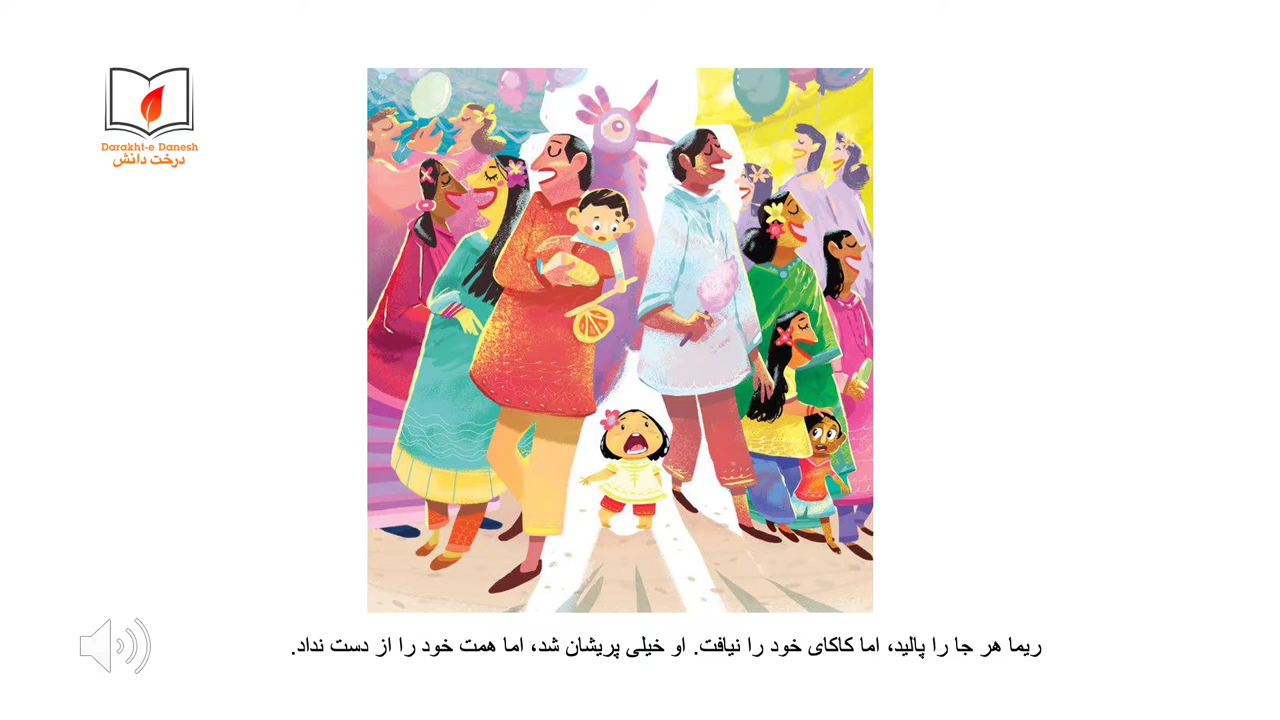 Darakht-e Danesh
درخت دانش
ریما هر جا را پالید، اما کاکای خود را نیافت. او خیلی پریشان شد، اما همت خود را از دست نداد.